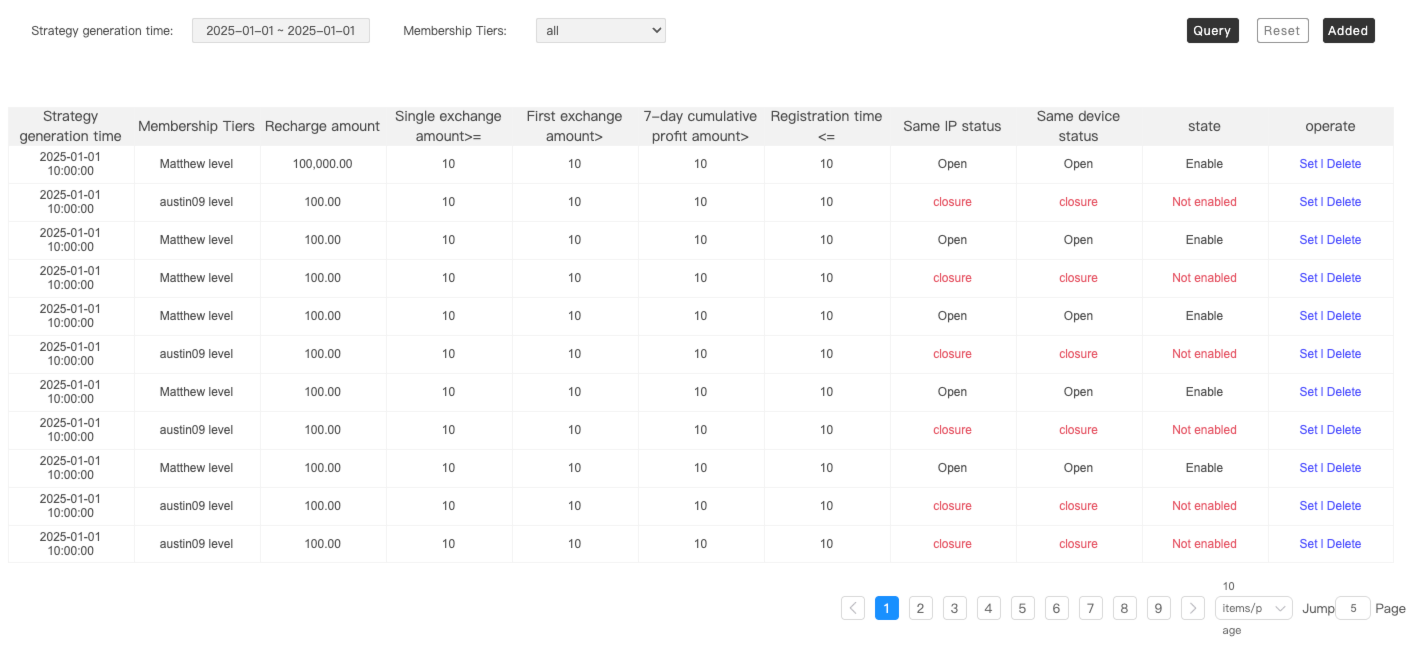 Strategy generation time: 2025-01-01 ~ 2025-01-01 Membership Tiers: all Query Reset Added
Strategy generation time Membership Tiers Recharge amount Single exchange amount>= First exchange amount> 7-day cumulative profit amount> Registration time <= Same IP status Same device status state operate
2025-01-01 10:00:00 Matthew level 100,000.00 10 10 10 10 Open Open Enable Set | Delete
2025-01-01 10:00:00 austin09 level 100.00 10 10 10 10 closure closure Not enabled Set | Delete
2025-01-01 10:00:00 Matthew level 100.00 10 10 10 10 Open Open Enable Set | Delete
2025-01-01 10:00:00 Matthew level 100.00 10 10 10 10 closure closure Not enabled Set | Delete
2025-01-01 10:00:00 Matthew level 100.00 10 10 10 10 Open Open Enable Set | Delete
2025-01-01 10:00:00 austin09 level 100.00 10 10 10 10 closure closure Not enabled Set | Delete
2025-01-01 10:00:00 Matthew level 100.00 10 10 10 10 Open Open Enable Set | Delete
2025-01-01 10:00:00 austin09 level 100.00 10 10 10 10 closure closure Not enabled Set | Delete
2025-01-01 10:00:00 Matthew level 100.00 10 10 10 10 Open Open Enable Set | Delete
2025-01-01 10:00:00 austin09 level 100.00 10 10 10 10 closure closure Not enabled Set | Delete
2025-01-01 10:00:00 austin09 level 100.00 10 10 10 10 closure closure Not enabled Set | Delete
1 2 3 4 5 6 7 8 9 10 items/page Jump 5 Page